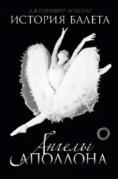 ДЖЕННИФЕР ХОМАНС
ИСТОРИЯ БАЛЕТА
Ангелы
АПОЛЛОНА